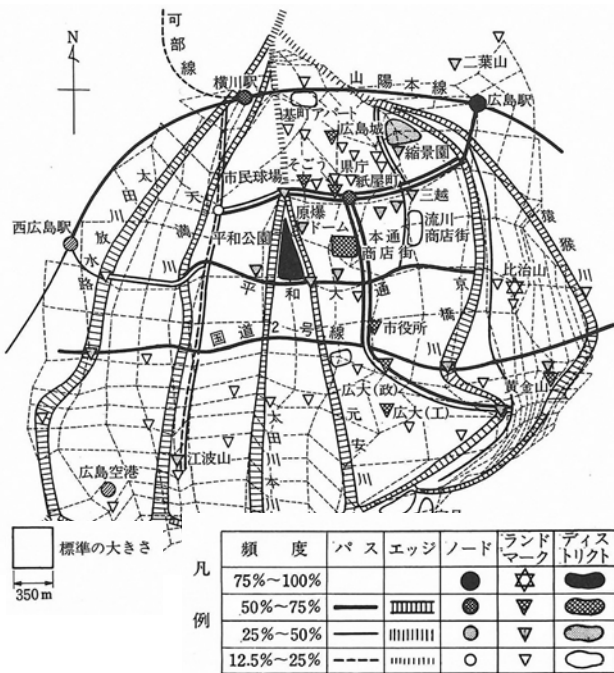 N
可部線
横川駅
山陽本線
二葉山
広島駅
基町アパート
広島城
縮景園
そごう
県庁
市民球場
紙屋町
三越
太田川放水路
天満川
西広島駅
平和公園
原爆ドーム
本通商店街
流川商店街
猿猴川
比治山
平和大通
京橋川
国道2号線
市役所
広大(政)
広大(工)
黄金山
江波山
太田川本川
元安川
広島空港
標準の大きさ
350m
凡例
頻度 パス エッジ ノード ランドマーク ディストリクト
75%~100%
50%~75%
25%~50%
12.5%~25%